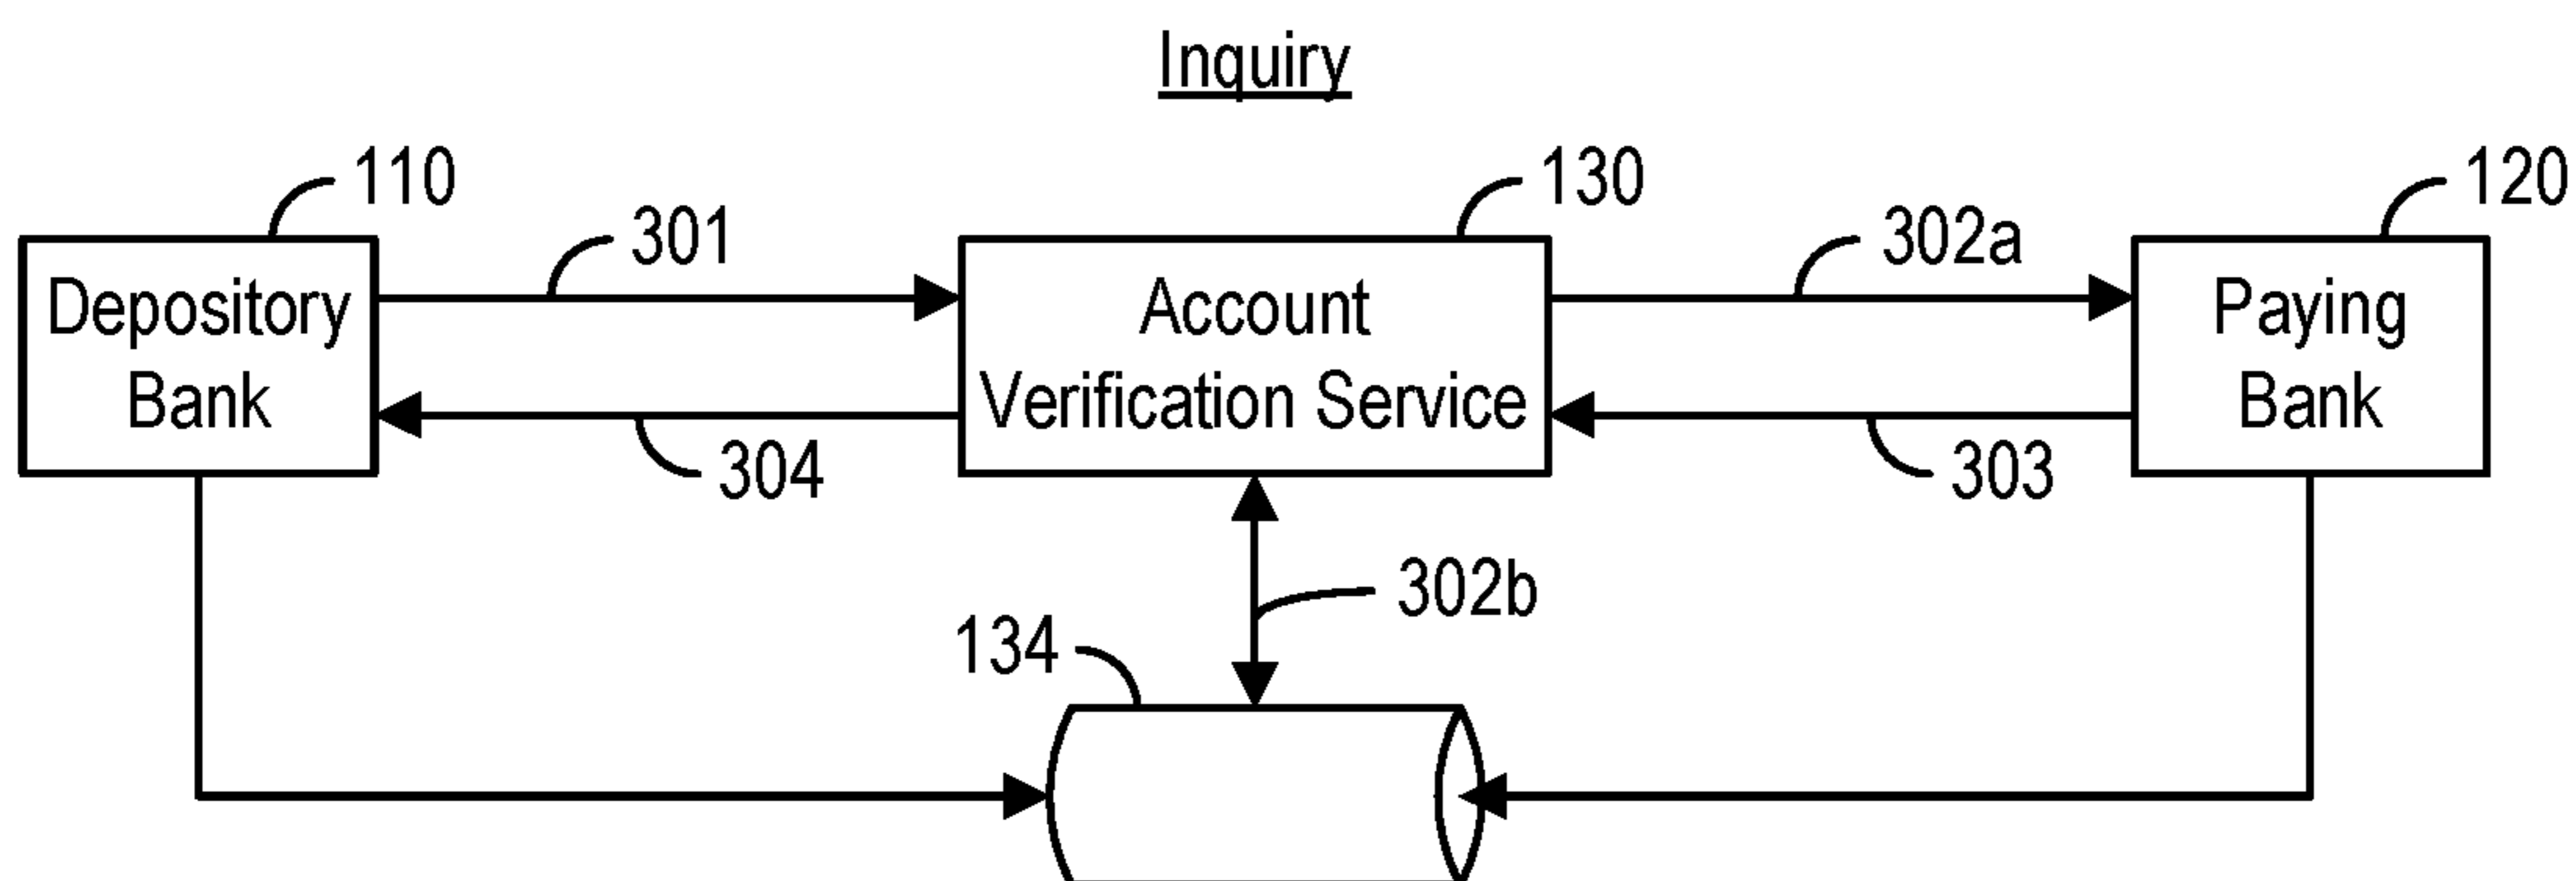 Inquiry
110
301
130
302a
120
Depository
Bank
Account
Verification Service
Paying
Bank
304
303
302b
134